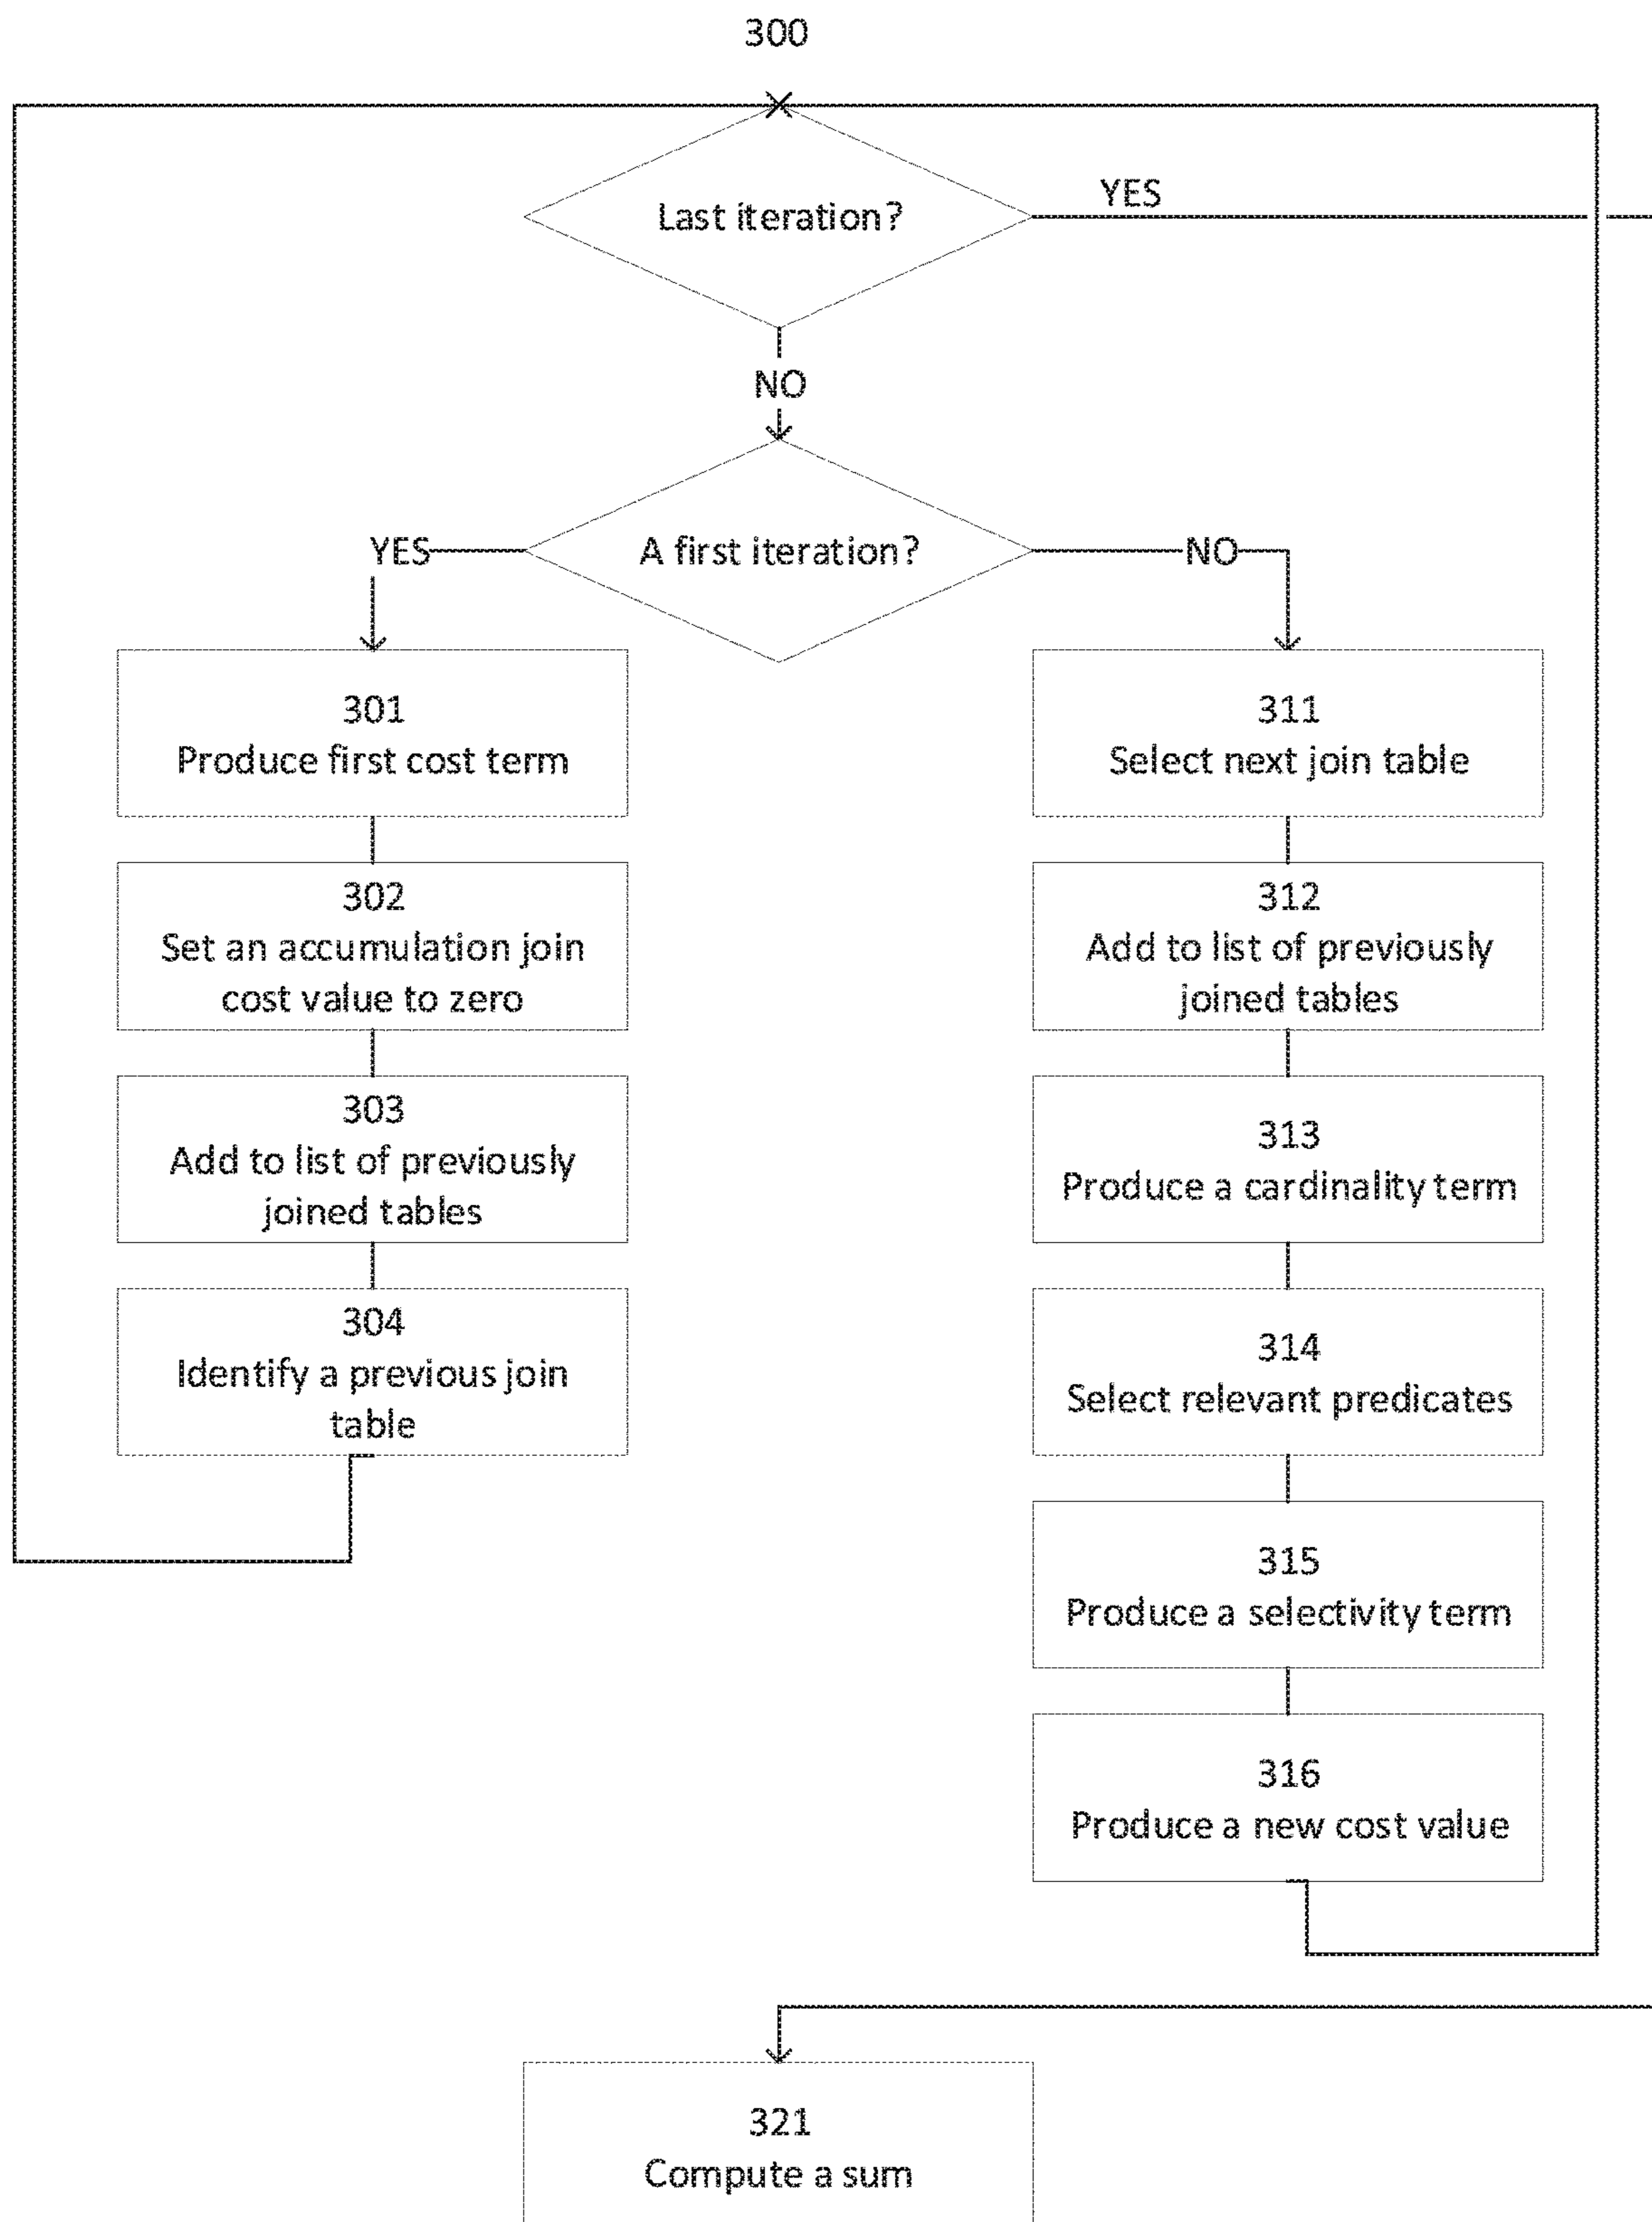 300
Last iteration?
YES
NO
A first iteration?
YES
NO
301
Produce first cost term
302
Set an accumulation join
cost value to zero
303
Add to list of previously
joined tables
304
Identify a previous join
table
311
Select next join table
312
Add to list of previously
joined tables
313
Produce a cardinality term
314
Select relevant predicates
315
Produce a selectivity term
316
Produce a new cost value
321
Compute a sum